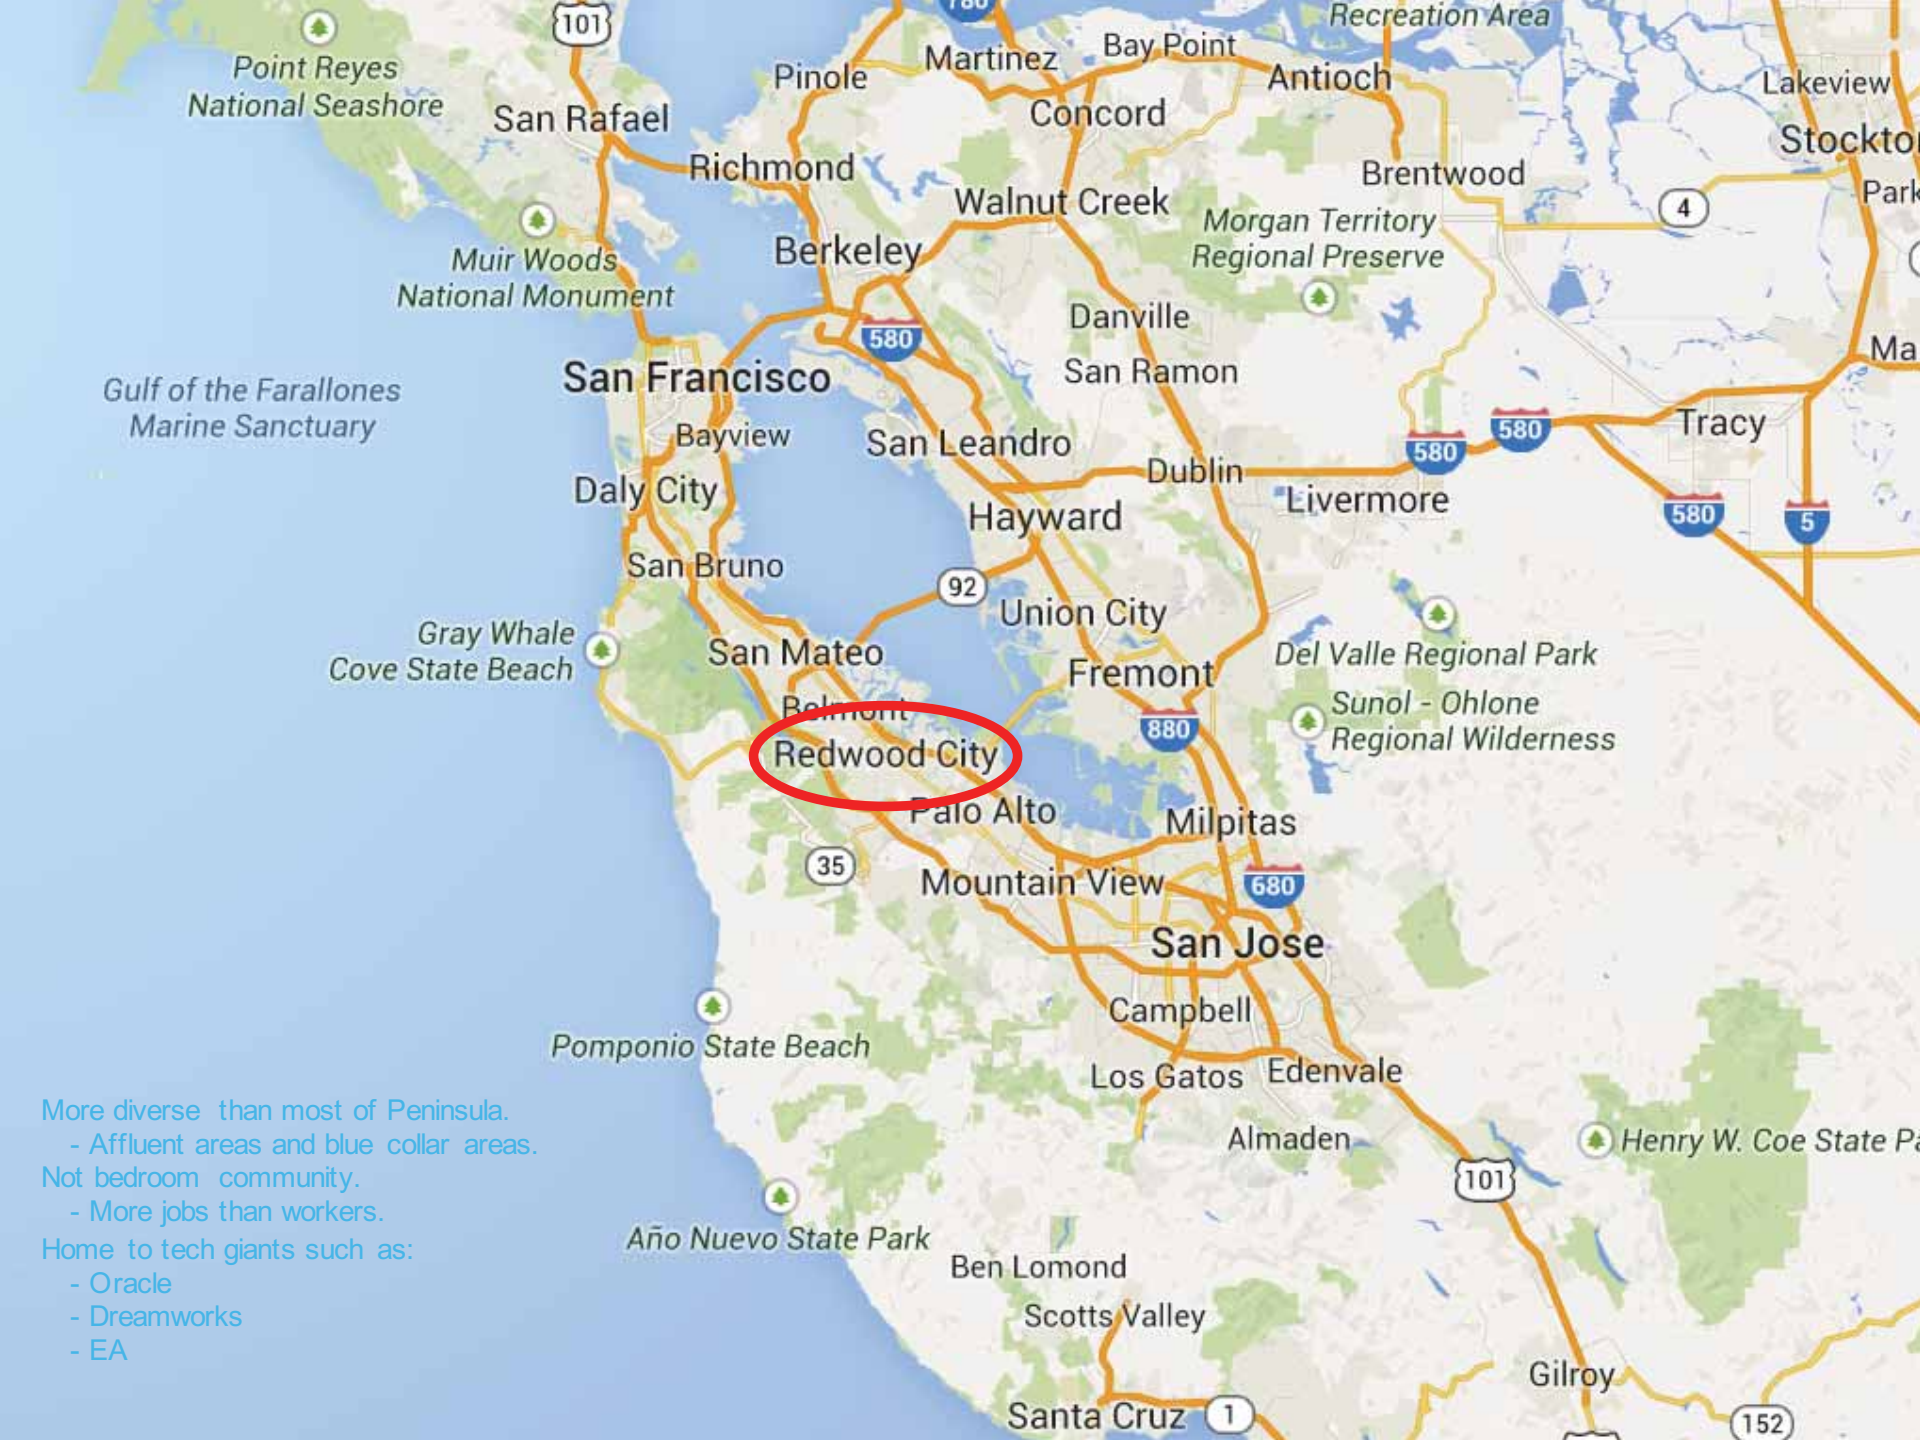 780
Recreation Area
101
Point Reyes
National Seashore
Pinole
Martinez
Bay Point
Antioch
Lakeview
San Rafael
Concord
Stockto
Richmond
Brentwood
Park
4
Walnut Creek
Morgan Territory
Regional Preserve
Berkeley
Muir Woods
National Monument
Danville
580
Ma
San Francisco
San Ramon
Gulf of the Farallones
Marine Sanctuary
Bayview
San Leandro
580
580
Tracy
Dublin
Daly City
Livermore
Hayward
580
5
San Bruno
92
Union City
Gray Whale
Cove State Beach
San Mateo
Fremont
Del Valle Regional Park
Belmont
Sunol - Ohlone
Regional Wilderness
880
Redwood City
Palo Alto
Milpitas
35
Mountain View
680
San Jose
Campbell
Pomponio State Beach
Los Gatos
Edenvale
More diverse than most of Peninsula.
- Affluent areas and blue collar areas.
Not bedroom community.
- More jobs than workers.
Home to tech giants such as:
- Oracle
- Dreamworks
- EA
Almaden
Henry W. Coe State Pa
101
Año Nuevo State Park
Ben Lomond
Scotts Valley
Gilroy
Santa Cruz
1
152